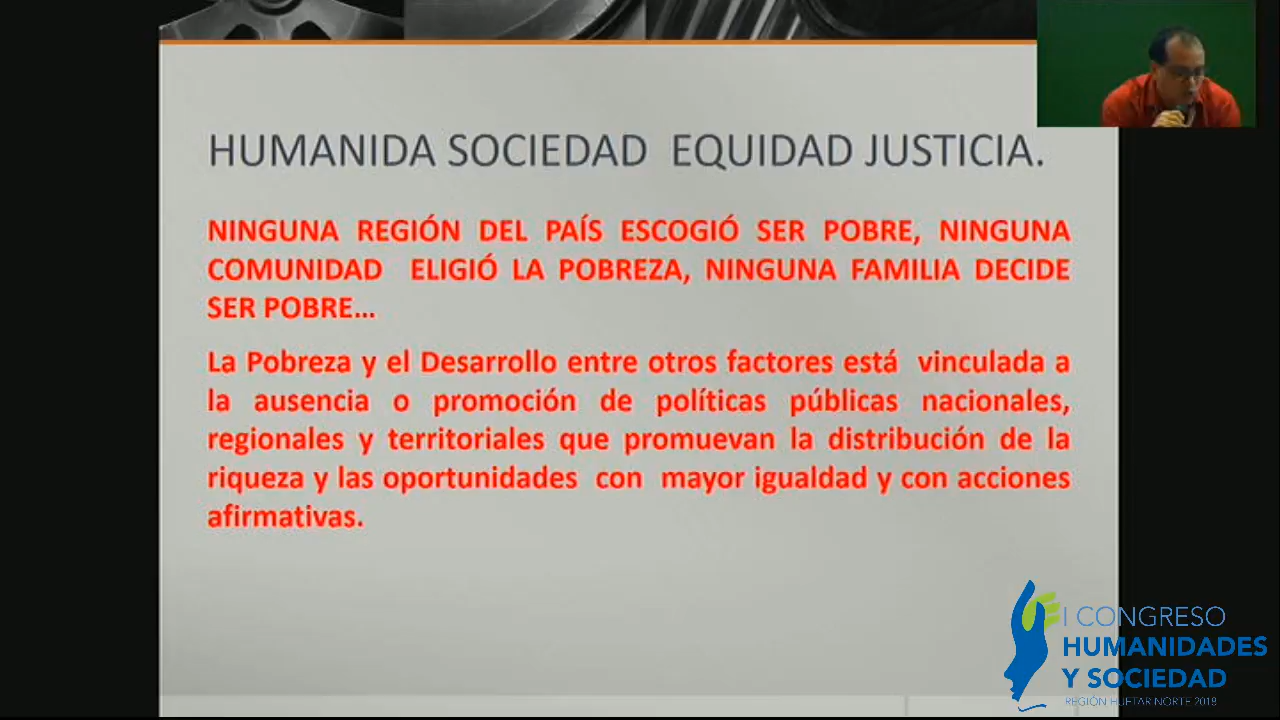 HUMANIDA SOCIEDAD EQUIDAD JUSTICIA.
NINGUNA REGIÓN DEL PAÍS ESCOGIÓ SER POBRE, NINGUNA
COMUNIDAD ELIGIÓ LA POBREZA, NINGUNA FAMILIA DECIDE
SER POBRE...
La Pobreza y el Desarrollo entre otros factores está vinculada a
la ausencia o promoción de políticas públicas nacionales,
regionales y territoriales que promuevan la distribución de la
riqueza y las oportunidades con mayor igualdad y con acciones
afirmativas.
I CONGRESO
HUMANIDADES
Y SOCIEDAD
REGIÓN HUETAR NORTE 2018